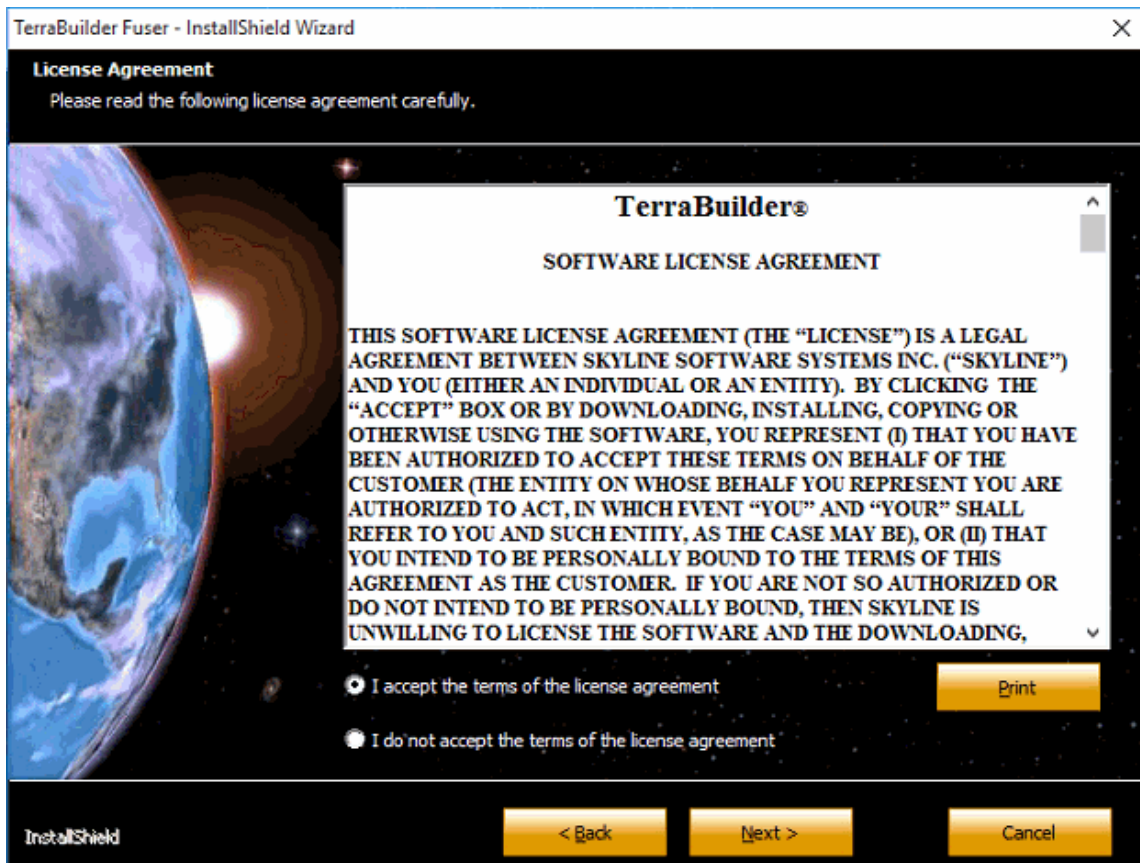 TerraBuilder Fuser - InstallShield Wizard
License Agreement
Please read the following license agreement carefully.
TerraBuilder®
SOFTWARE LICENSE AGREEMENT
THIS SOFTWARE LICENSE AGREEMENT (THE “LICENSE”) IS A LEGAL
AGREEMENT BETWEEN SKYLINE SOFTWARE SYSTEMS INC. (“SKYLINE”)
AND YOU (EITHER AN INDIVIDUAL OR AN ENTITY).  BY CLICKING  THE
“ACCEPT” BOX OR BY DOWNLOADING, INSTALLING, COPYING OR
OTHERWISE USING THE SOFTWARE, YOU REPRESENT (I) THAT YOU HAVE
BEEN AUTHORIZED TO ACCEPT THESE TERMS ON BEHALF OF THE
CUSTOMER (THE ENTITY ON WHOSE BEHALF YOU REPRESENT YOU ARE
AUTHORIZED TO ACT, IN WHICH EVENT “YOU” AND “YOUR” SHALL
REFER TO YOU AND SUCH ENTITY, AS THE CASE MAY BE), OR (II) THAT
YOU INTEND TO BE PERSONALLY BOUND TO THE TERMS OF THIS
AGREEMENT AS THE CUSTOMER.  IF YOU ARE NOT SO AUTHORIZED OR
DO NOT INTEND TO BE PERSONALLY BOUND, THEN SKYLINE IS
UNWILLING TO LICENSE THE SOFTWARE AND THE DOWNLOADING,
I accept the terms of the license agreement
Print
I do not accept the terms of the license agreement
InstallShield
< Back
Next >
Cancel